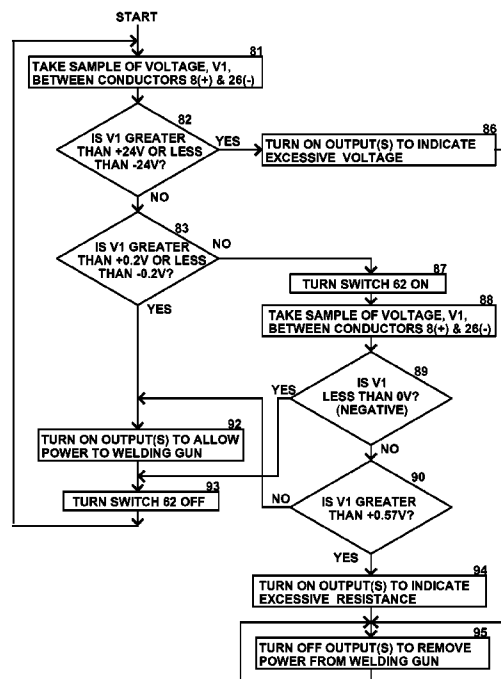 START
81
TAKE SAMPLE OF VOLTAGE, V1,
BETWEEN CONDUCTORS 8(+) & 26(-)
82
IS V1 GREATER
THAN +24V OR LESS
THAN -24V?
YES
86
TURN ON OUTPUT(S) TO INDICATE
EXCESSIVE VOLTAGE
NO
83
IS V1 GREATER
THAN +0.2V OR LESS
THAN -0.2V?
NO
87
TURN SWITCH 62 ON
YES
88
TAKE SAMPLE OF VOLTAGE, V1,
BETWEEN CONDUCTORS 8(+) & 26(-)
89
IS V1
LESS THAN 0V?
(NEGATIVE)
YES
92
TURN ON OUTPUT(S) TO ALLOW
POWER TO WELDING GUN
NO
93
TURN SWITCH 62 OFF
90
IS V1 GREATER
THAN +0.57V?
NO
YES
94
TURN ON OUTPUT(S) TO INDICATE
EXCESSIVE RESISTANCE
95
TURN OFF OUTPUT(S) TO REMOVE
POWER FROM WELDING GUN